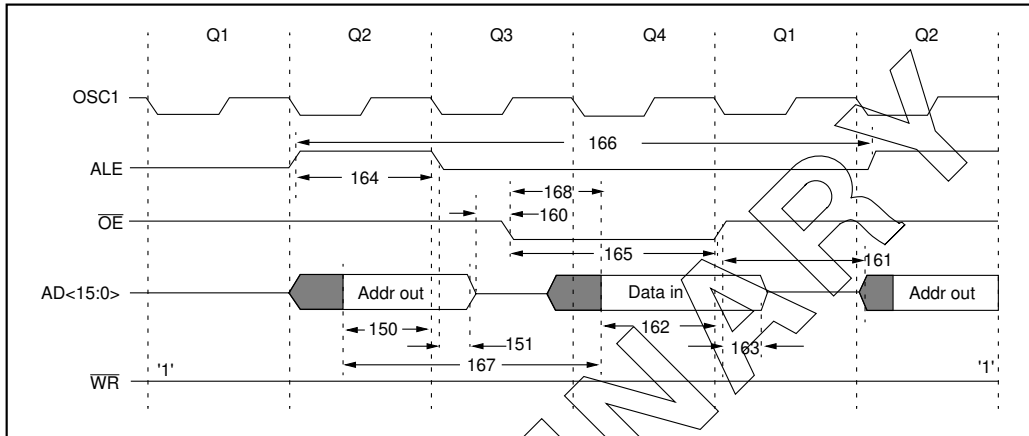 Q1 Q2 Q3 Q4 Q1 Q2
OSC1
166
ALE
164
168
OE
160
165
161
AD<15:0> Addr out Data in Addr out
150 162
151 163
167
'1' '1'
WR
INARY